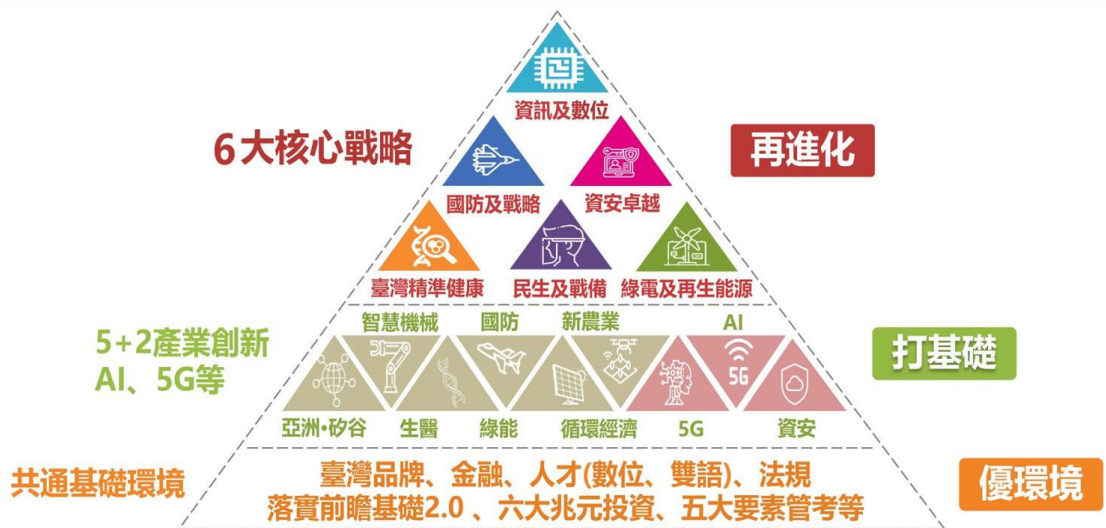 資訊及數位
6大核心戰略
再進化
國防及戰略
資安卓越
臺灣精準健康
民生及戰備
綠電及再生能源
智慧機械
國防
新農業
AI
5+2產業創新
AI、5G等
打基礎
5G
亞洲•矽谷
生醫
綠能
循環經濟
5G
資安
共通基礎環境
臺灣品牌、金融、人才(數位、雙語)、法規
落實前瞻基礎2.0 、六大兆元投資、五大要素管考等
優環境